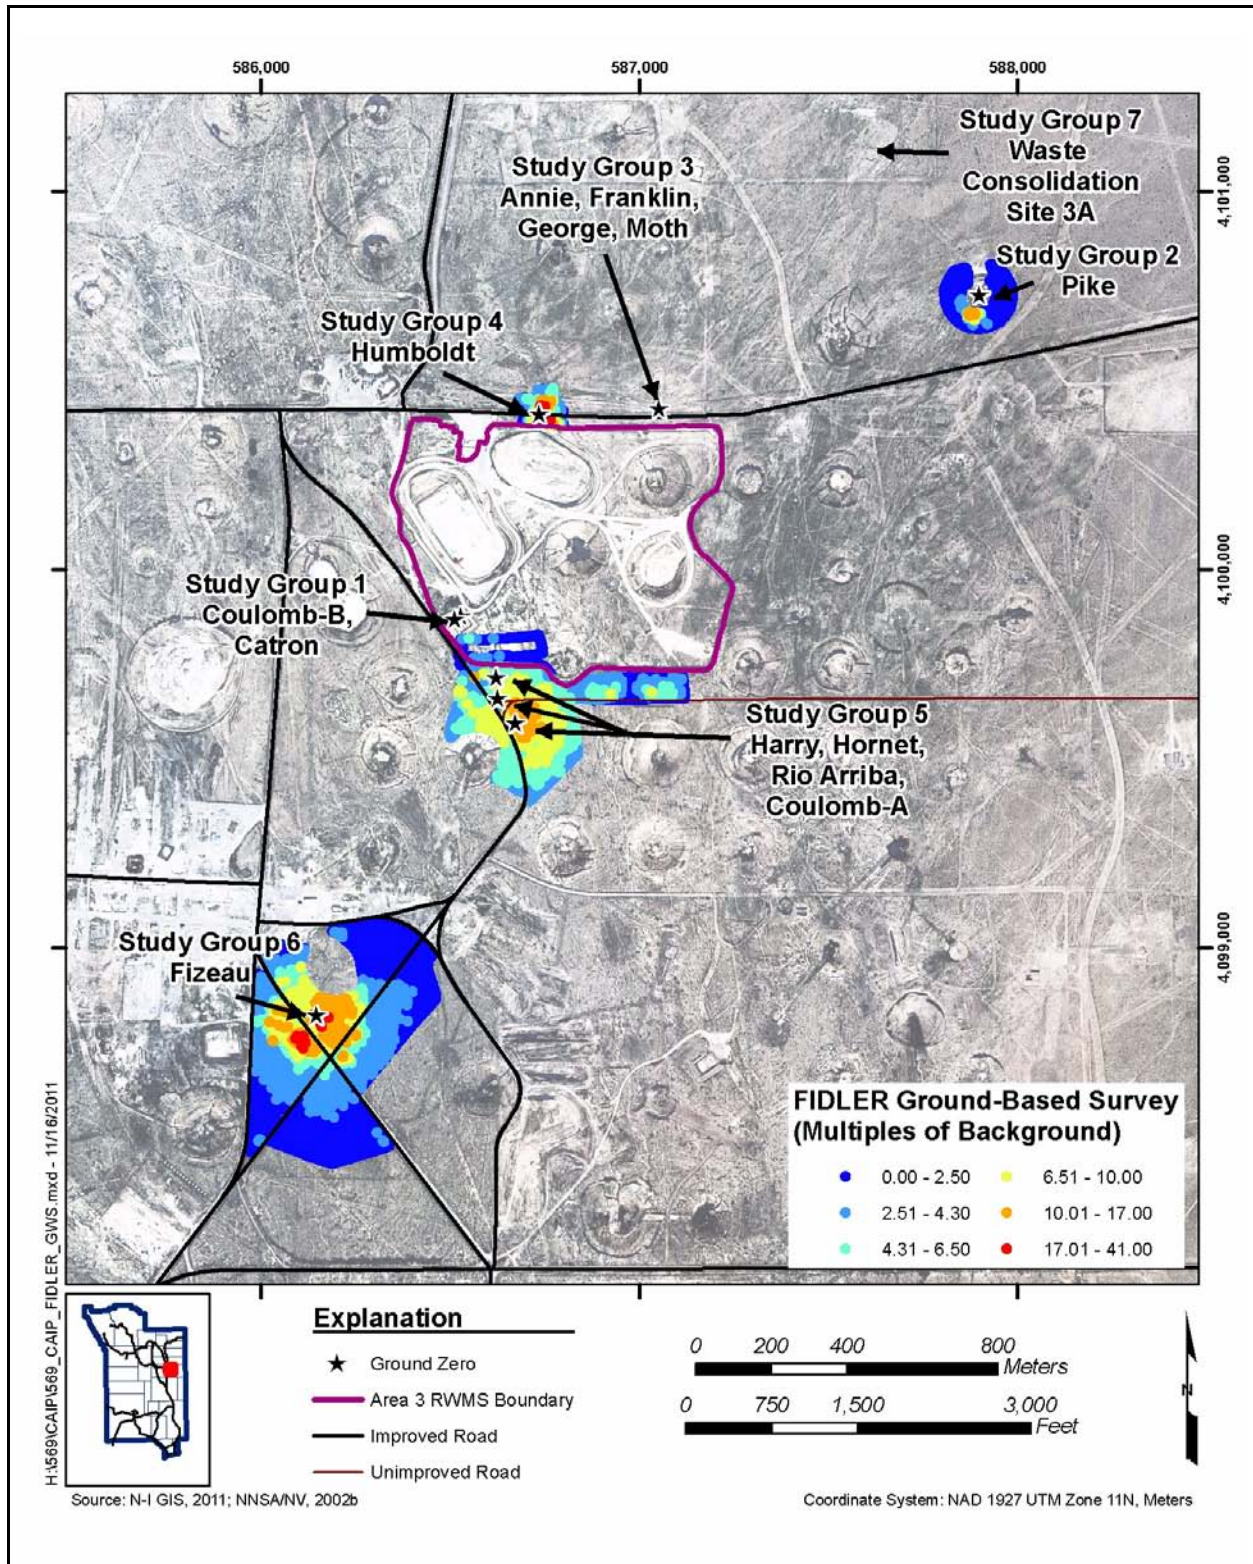 586,000
587,000
588,000
4,101,000
4,100,000
4,099,000
Study Group 7
Waste
Consolidation
Site 3A
Study Group 3
Annie, Franklin,
George, Moth
Study Group 2
Pike
Study Group 4
Humboldt
Study Group 1
Coulomb-B,
Catron
Study Group 5
Harry, Hornet,
Rio Arriba,
Coulomb-A
Study Group 6
Fizeau
FIDLER Ground-Based Survey
(Multiples of Background)
0.00 - 2.50
6.51 - 10.00
2.51 - 4.30
10.01 - 17.00
4.31 - 6.50
17.01 - 41.00
H:\569\CAIP\569_CAIP_FIDLER_GWS.mxd - 11/16/2011
Explanation
Ground Zero
Area 3 RWMS Boundary
Improved Road
Unimproved Road
0 200 400 800
Meters
0 750 1,500 3,000
Feet
N
Source: N-I GIS, 2011; NNSA/NV, 2002b
Coordinate System: NAD 1927 UTM Zone 11N, Meters